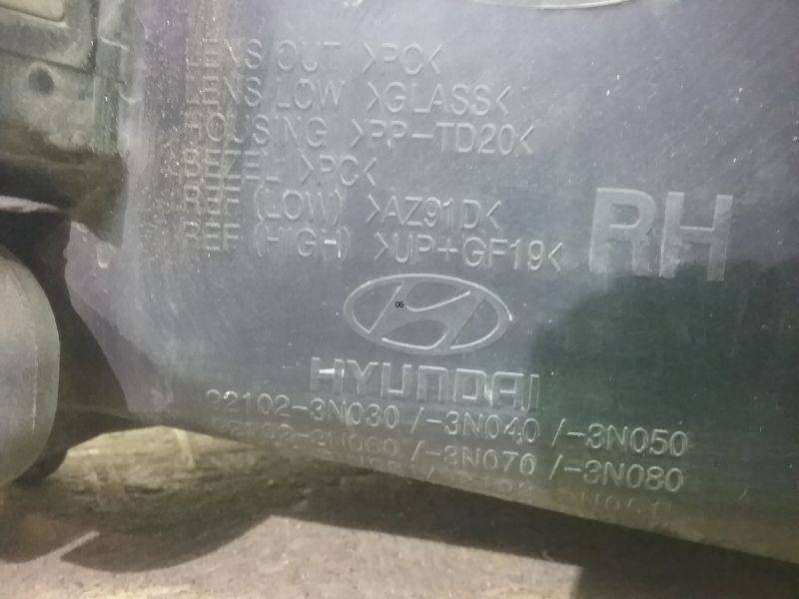 LENS/OUT >PC<
LENS/LOW >GLASS<
HOUSING >PP-TD20<
BEZEL >PC<
REF (LOW) >AZ91D<
REF (HIGH) >UP+GF19<
RH
HYUNDAI
92102-3N030 /-3N040 /-3N050
/-3N070 /-3N080